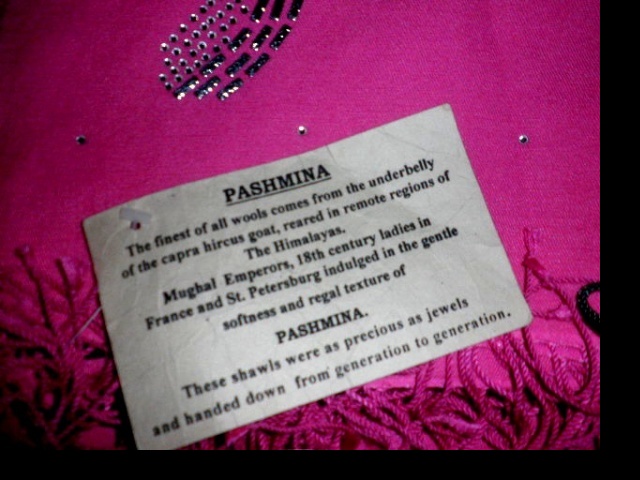 PASHMINA
The finest of all wools comes from the underbelly
of the capra hircus goat, reared in remote regions of
The Himalayas.
Mughal Emperors, 18th century ladies in
France and St. Petersburg indulged in the gentle
softness and regal texture of
PASHMINA.
These shawls were as precious as jewels
and handed down from generation to generation.